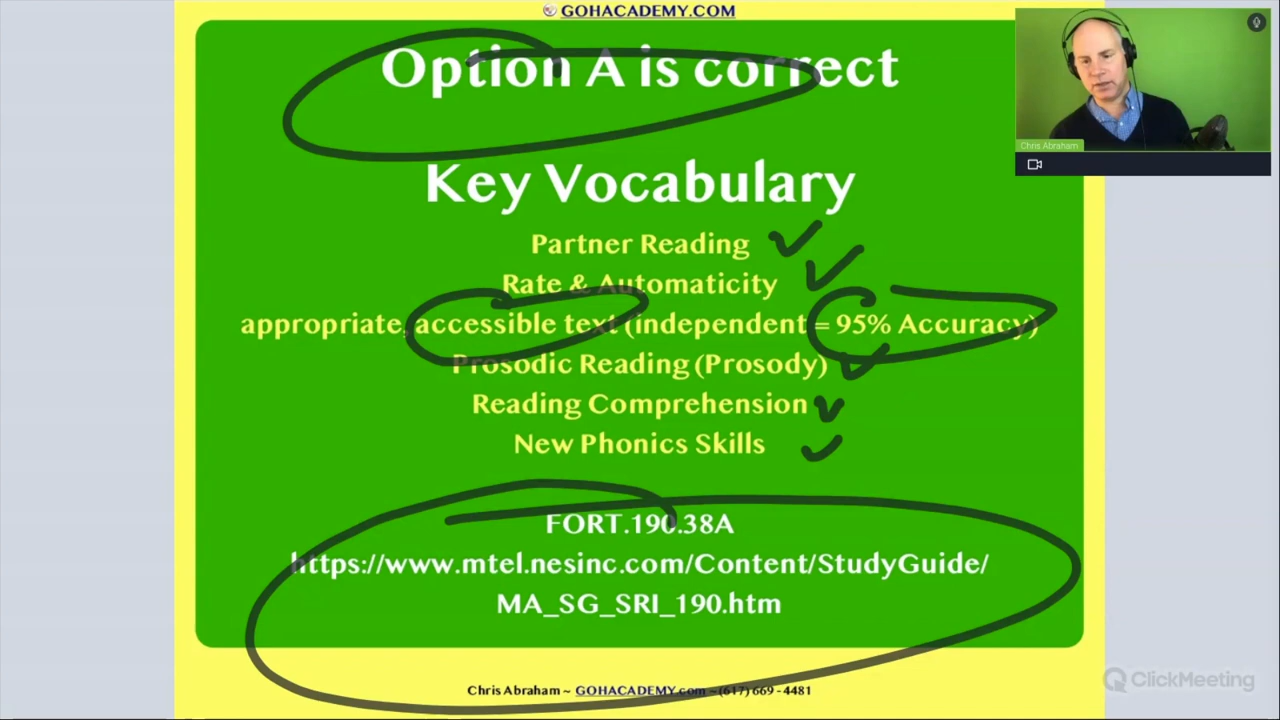 GOHACADEMY.COM
Option A is correct
Chris Abraham
Key Vocabulary
Partner Reading
Rate & Automaticity
appropriate, accessible text (independent = 95% Accuracy)
Prosodic Reading (Prosody)
Reading Comprehension
New Phonics Skills
FORT.190.38A
https://www.mtel.nesinc.com/Content/StudyGuide/
MA_SG_SRI_190.htm
ClickMeeting
Chris Abraham ~ GOHACADEMY.com ~ (617) 669 - 4481